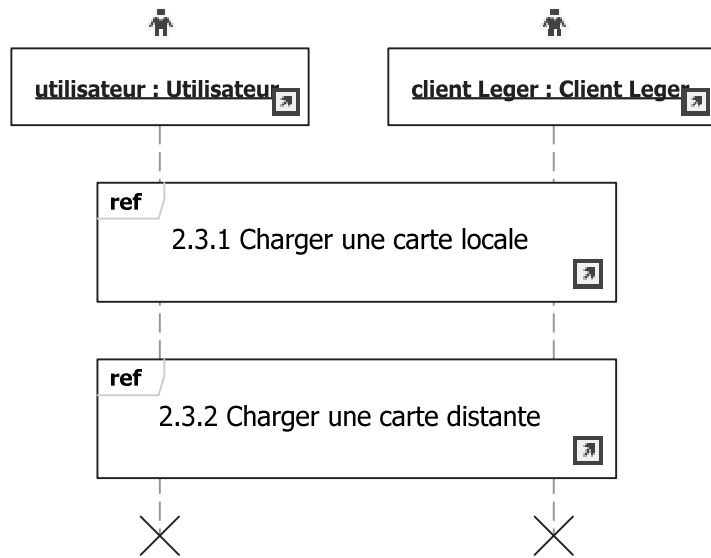 utilisateur : Utilisateur
client Leger : Client Leger
ref
2.3.1 Charger une carte locale
ref
2.3.2 Charger une carte distante